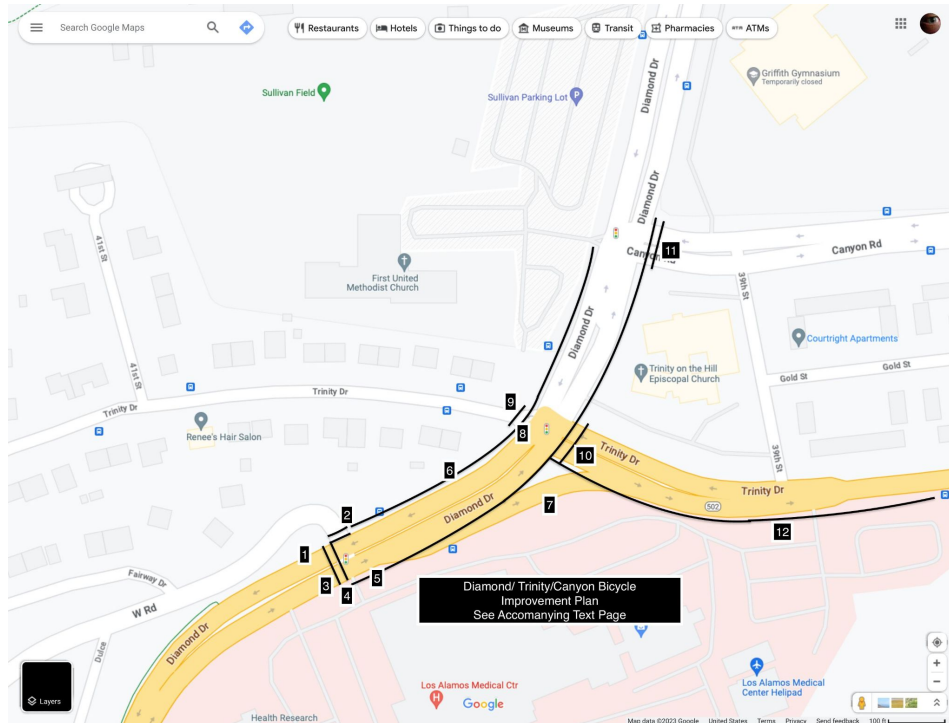 Search Google Maps
Restaurants
Hotels
Things to do
Museums
Transit
Pharmacies
ATMs
Griffith Gymnasium
Temporarily closed
Sullivan Field
Sullivan Parking Lot
P
Diamond Dr
Diamond Dr
11
Canyon Rd
Canyon Rd
41st St
First United
Methodist Church
39th St
Diamond Dr
Courtright Apartments
Trinity on the Hill
Episcopal Church
Gold St
Gold St
41st St
Trinity Dr
Trinity Dr
9
Renee's Hair Salon
8
10
Trinity Dr
39th St
6
Trinity Dr
Diamond Dr
7
502
2
12
1
3
5
4
Diamond/ Trinity/Canyon Bicycle
Improvement Plan
See Accomanying Text Page
Fairway Dr
W Rd
Diamond Dr
Dulce
Layers
Los Alamos Medical Ctr
H
Google
Los Alamos Medical
Center Helipad
Health Research
Map data ©2023 Google United States Terms Privacy Send feedback 100 ft